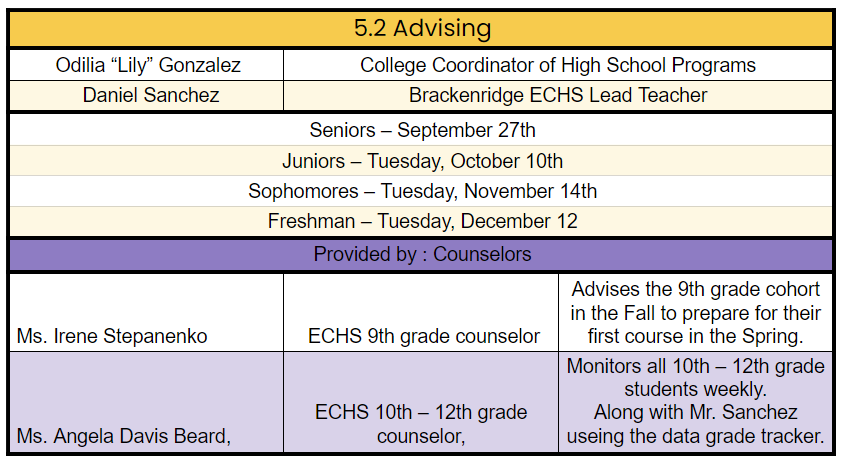 5.2 Advising
Odilia “Lily” Gonzalez College Coordinator of High School Programs
Daniel Sanchez Brackenridge ECHS Lead Teacher
Seniors – September 27th
Juniors – Tuesday, October 10th
Sophomores – Tuesday, November 14th
Freshman – Tuesday, December 12
Provided by : Counselors
Ms. Irene Stepanenko
ECHS 9th grade counselor
Advises the 9th grade cohort
in the Fall to prepare for their
first course in the Spring.
Ms. Angela Davis Beard,
ECHS 10th – 12th grade
counselor,
Monitors all 10th – 12th grade
students weekly.
Along with Mr. Sanchez
useing the data grade tracker.